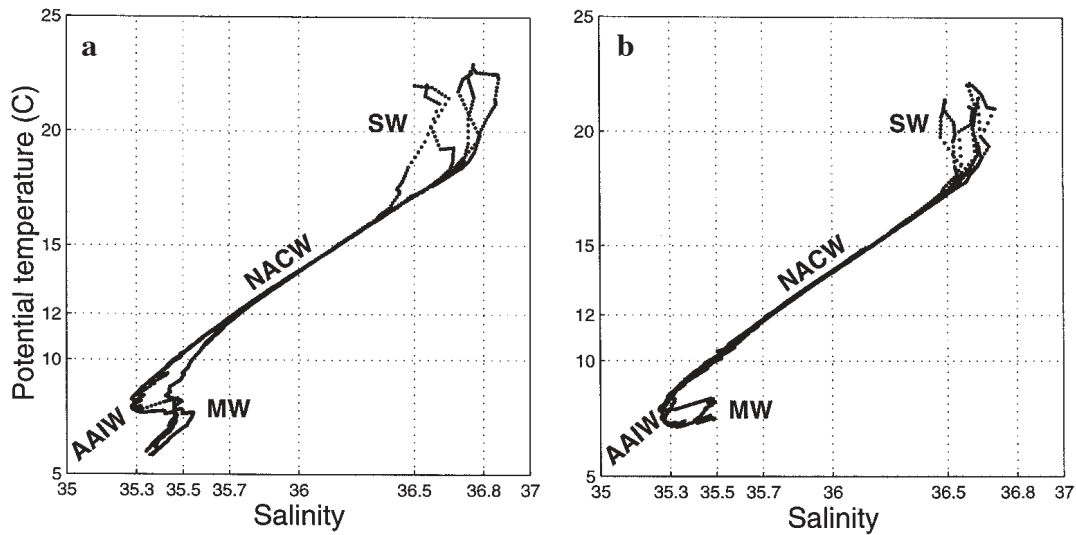 a
25
20
15
12
10
5
Potential temperature (C)
SW
NACW
AAIW
MW
35 35.3 35.5 35.7 36 36.5 36.8 37
Salinity
b
25
20
15
12
10
5
SW
NACW
AAIW
MW
35 35.3 35.5 35.7 36 36.5 36.8 37
Salinity